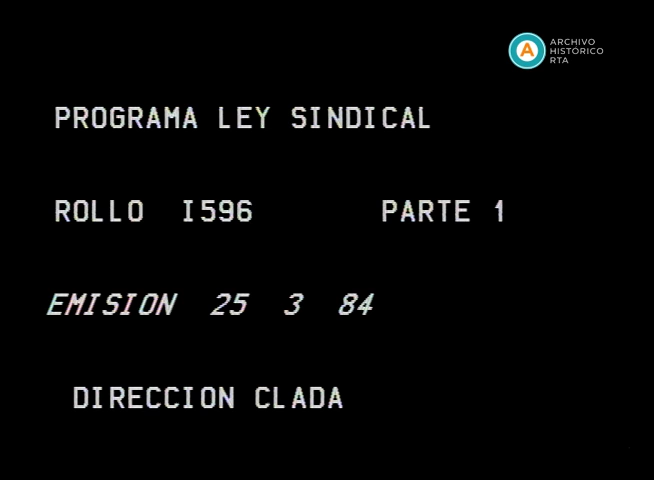 A ARCHIVO
HISTORICO
RTA
PROGRAMA LEY SINDICAL
ROLLO I596 PARTE 1
EMISION 25 3 84
DIRECCION CLADA